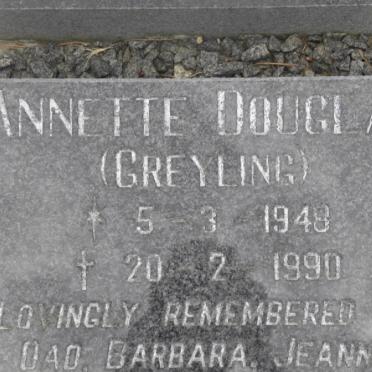 ANNETTE DOUGLA
(GREYLING)
* 5-3 1948
† 20 2 1990
LOVINGLY REMEMBERED
DAD, BARBARA, JEANN